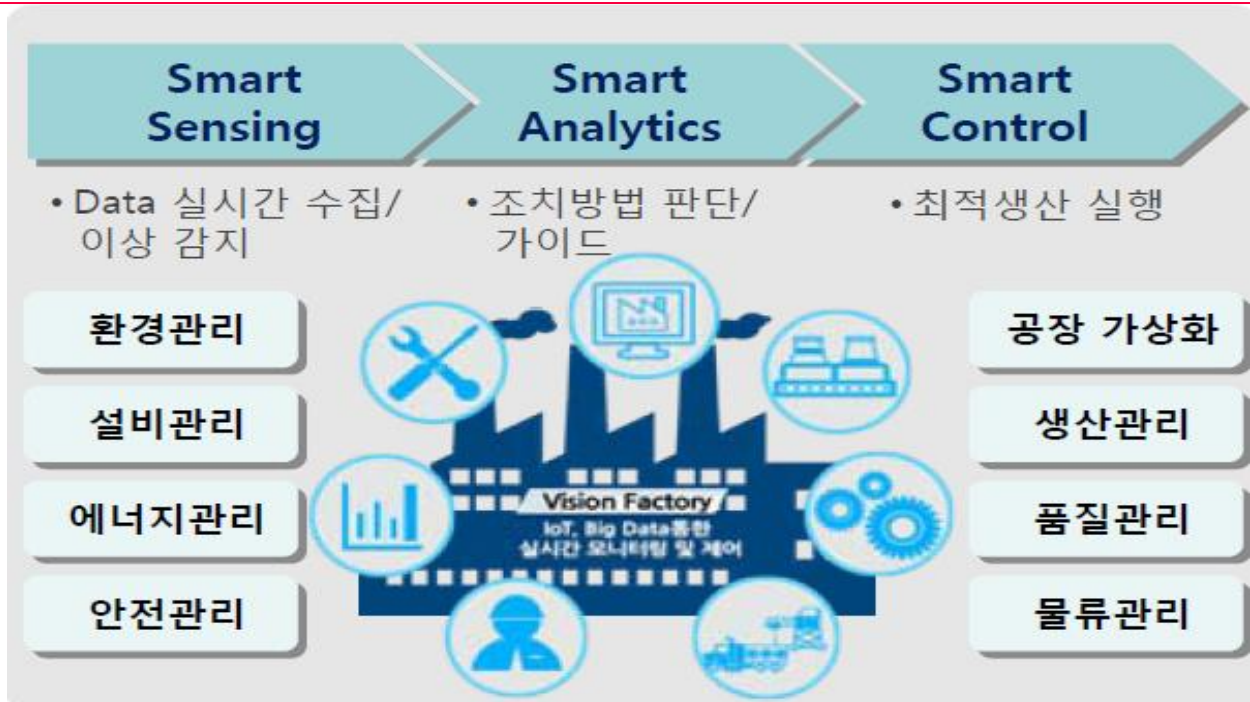 Smart
Sensing
Smart
Analytics
Smart
Control
• Data 실시간 수집/
이상 감지
• 조치방법 판단/
가이드
• 최적생산 실행
환경관리
설비관리
에너지관리
안전관리
Vision Factory
IoT, Big Data통한
실시간 모니터링 및 제어
공장 가상화
생산관리
품질관리
물류관리